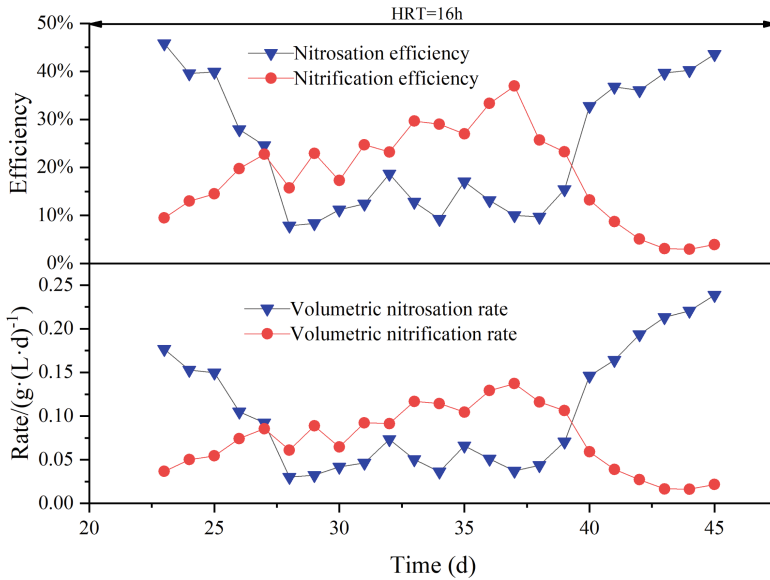 HRT=16h
50%
40%
30%
20%
10%
0%
Efficiency
Nitrosation efficiency
Nitrification efficiency
0.25
0.20
0.15
0.10
0.05
0.00
Rate/(g·(L·d)⁻¹)
Volumetric nitrosation rate
Volumetric nitrification rate
20 25 30 35 40 45
Time (d)